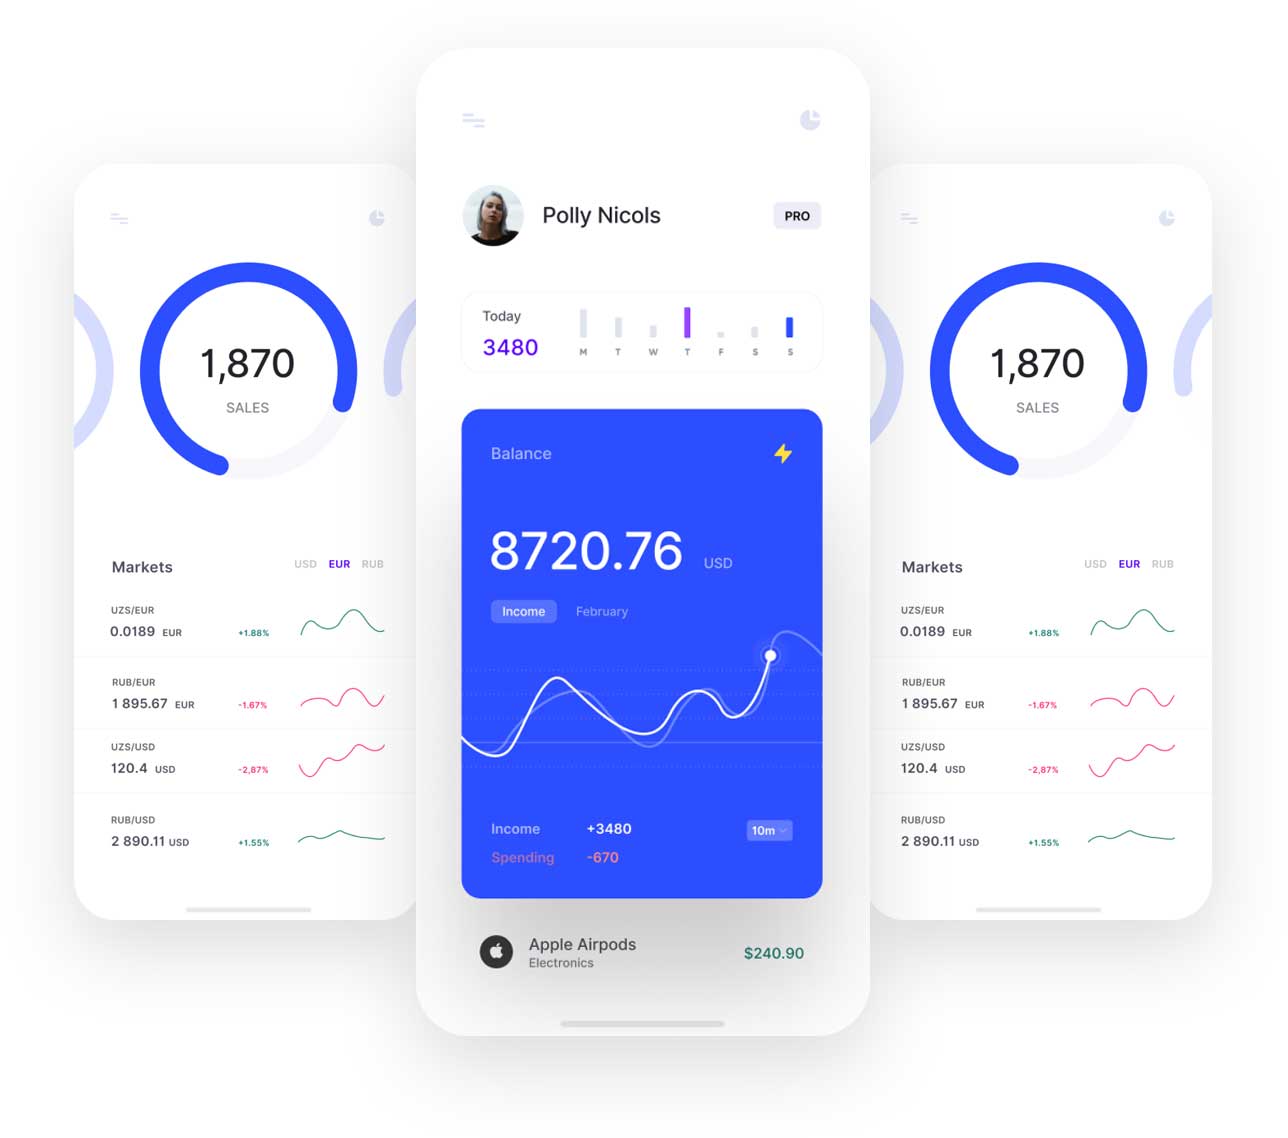 1,870
SALES
Markets
USD EUR RUB
UZS/EUR
0.0189 EUR +1.88%
RUB/EUR
1 895.67 EUR -1.67%
UZS/USD
120.4 USD -2,87%
RUB/USD
2 890.11 USD +1.55%
Polly Nicols
PRO
Today
3480
M T W T F S S
Balance
8720.76 USD
Income February
Income +3480
10m
Spending -670
Apple Airpods
Electronics
$240.90
1,870
SALES
Markets
USD EUR RUB
UZS/EUR
0.0189 EUR +1.88%
RUB/EUR
1 895.67 EUR -1.67%
UZS/USD
120.4 USD -2,87%
RUB/USD
2 890.11 USD +1.55%